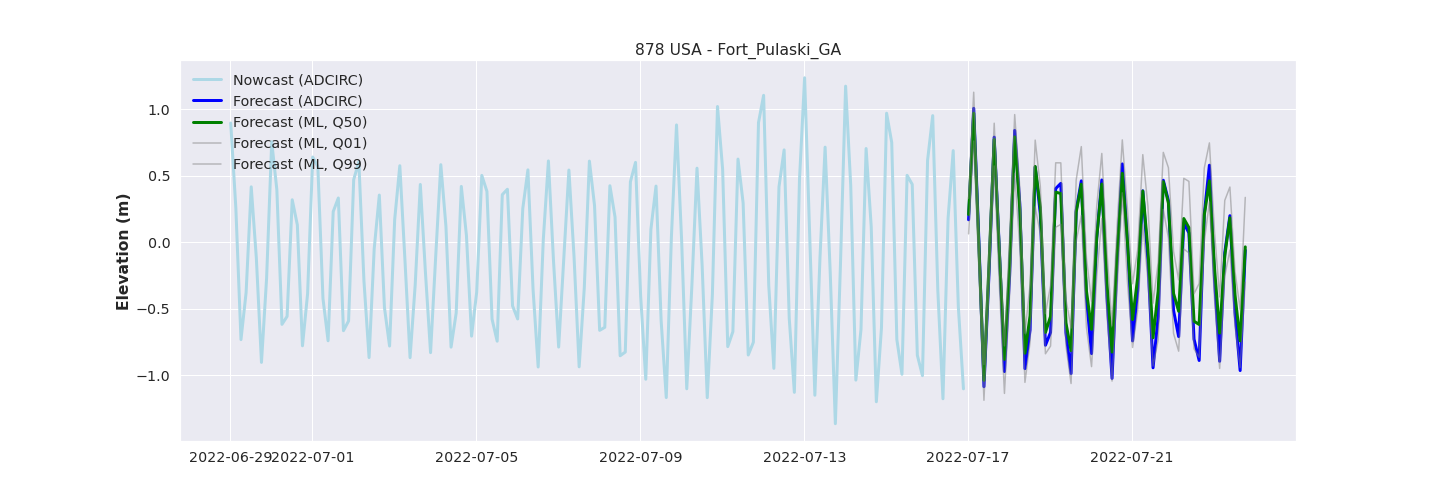 878 USA - Fort_Pulaski_GA
Nowcast (ADCIRC)
Forecast (ADCIRC)
Forecast (ML, Q50)
Forecast (ML, Q01)
Forecast (ML, Q99)
Elevation (m)
1.0
0.5
0.0
−0.5
−1.0
2022-06-29 2022-07-01 2022-07-05 2022-07-09 2022-07-13 2022-07-17 2022-07-21